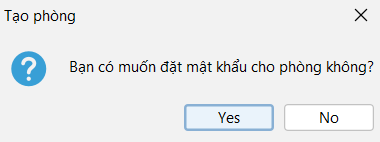 Tạo phòng
Bạn có muốn đặt mật khẩu cho phòng không?
Yes
No